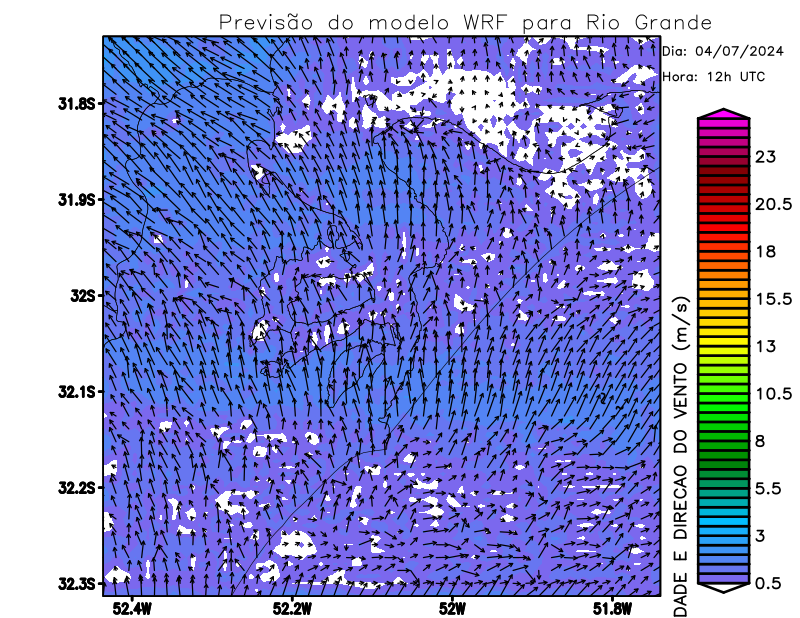 Previsão do modelo WRF para Rio Grande
Dia: 04/07/2024
Hora: 12h UTC
31.8S
31.9S
32S
32.1S
32.2S
32.3S
52.4W
52.2W
52W
51.8W
DADE E DIRECAO DO VENTO (m/s)
23
20.5
18
15.5
13
10.5
8
5.5
3
0.5